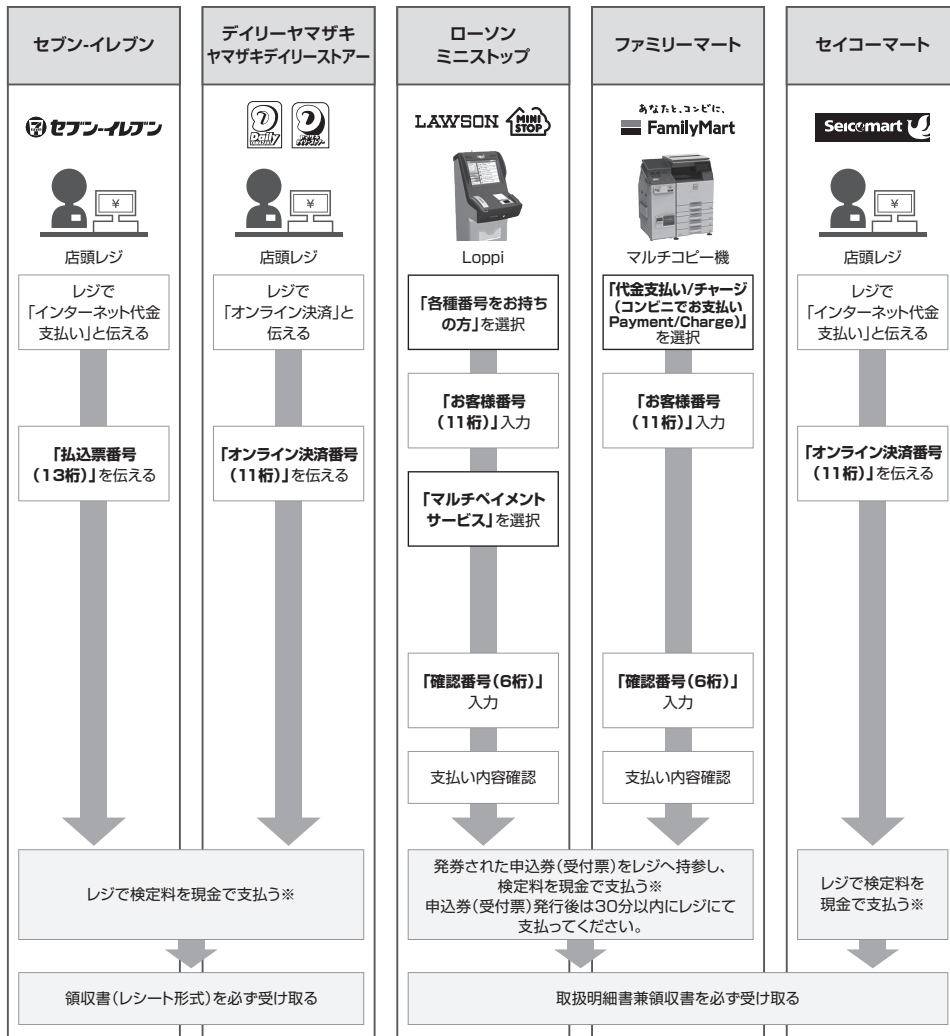 セブン-イレブン
セブン-イレブン
¥
店頭レジ
レジで
「インターネット代金
支払い」と伝える
「払込票番号
(13桁)」を伝える
デイリーヤマザキ
ヤマザキデイリーストアー
Daily
¥
店頭レジ
レジで
「オンライン決済」と
伝える
「オンライン決済番号
(11桁)」を伝える
レジで検定料を現金で支払う※
領収書(レシート形式)を必ず受け取る
ローソン
ミニストップ
LAWSON
MINI
STOP
Loppi
「各種番号をお持ち
の方」を選択
「お客様番号
(11桁)」入力
「マルチペイメント
サービス」を選択
「確認番号(6桁)」
入力
支払い内容確認
ファミリーマート
あなたと、コンビに、
FamilyMart
マルチコピー機
「代金支払い/チャージ
(コンビニでお支払い
Payment/Charge)」
を選択
「お客様番号
(11桁)」入力
「確認番号(6桁)」
入力
支払い内容確認
発券された申込券(受付票)をレジへ持参し、
検定料を現金で支払う※
申込券(受付票)発行後は30分以内にレジにて
支払ってください。
セイコーマート
Seicomart
¥
店頭レジ
レジで
「インターネット代金
支払い」と伝える
「オンライン決済番号
(11桁)」を伝える
レジで検定料を
現金で支払う※
取扱明細書兼領収書を必ず受け取る